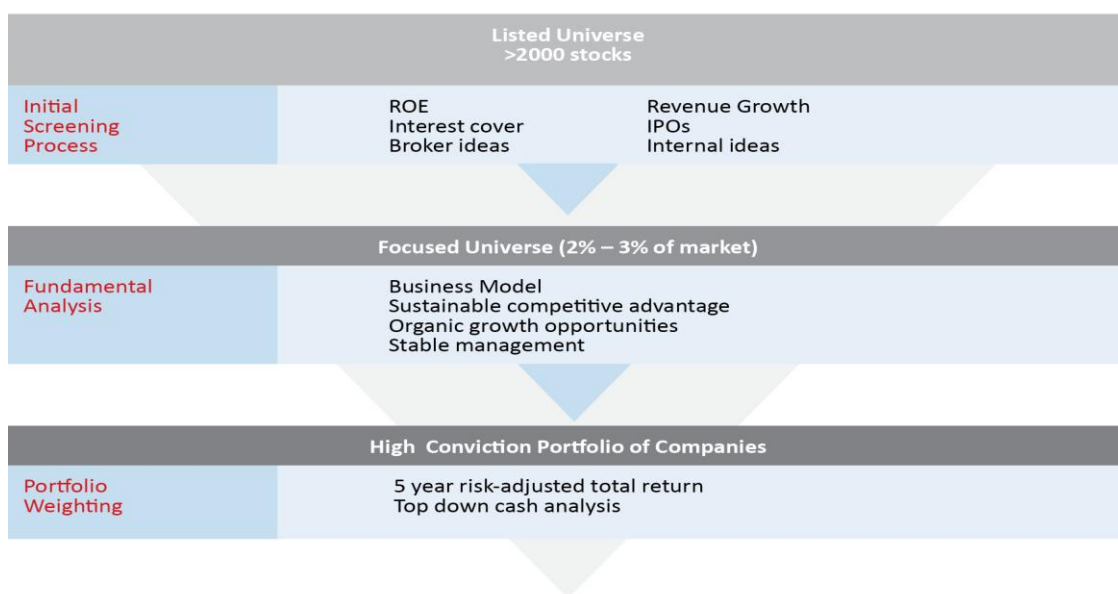 Listed Universe
>2000 stocks
Initial
Screening
Process
ROE
Interest cover
Broker ideas
Revenue Growth
IPOs
Internal ideas
Focused Universe (2% – 3% of market)
Fundamental
Analysis
Business Model
Sustainable competitive advantage
Organic growth opportunities
Stable management
High Conviction Portfolio of Companies
Portfolio
Weighting
5 year risk-adjusted total return
Top down cash analysis